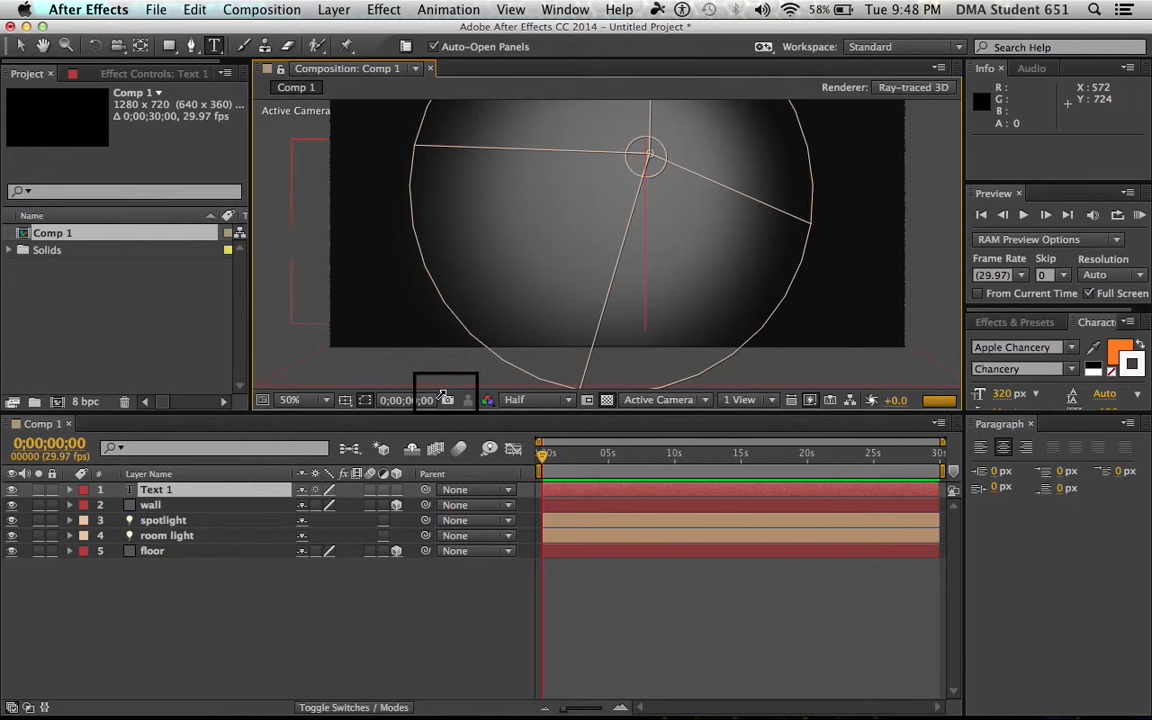 After Effects File Edit Composition Layer Effect Animation View Window Help 58% Tue 9:48 PM DMA Student 651
Adobe After Effects CC 2014 - Untitled Project *
T Auto-Open Panels Workspace: Standard Search Help
Project Effect Controls: Text 1 Composition: Comp 1 Info Audio
Comp 1
1280 x 720 (640 x 360) ...
Δ 0;00;30;00, 29.97 fps
Comp 1 Renderer: Ray-traced 3D
Active Camera
R: X: 572
G: Y: 724
B:
A: 0
Preview
RAM Preview Options
Frame Rate Skip Resolution
(29.97) 0 Auto
From Current Time Full Screen
Name T
Comp 1
Solids
Effects & Presets Charac
Apple Chancery
Chancery
320 px Auto
8 bpc 50% 0;00;00;00 Half Active Camera 1 View +0.0
Comp 1
0;00;00;00
00000 (29.97 fps)
Paragraph
0 px 0 px 0 px
0 px 0 px
:00s 05s 10s 15s 20s 25s 30s
# Layer Name fx Parent
1 T Text 1 None
2 wall None
3 spotlight None
4 room light None
5 floor None
Toggle Switches / Modes